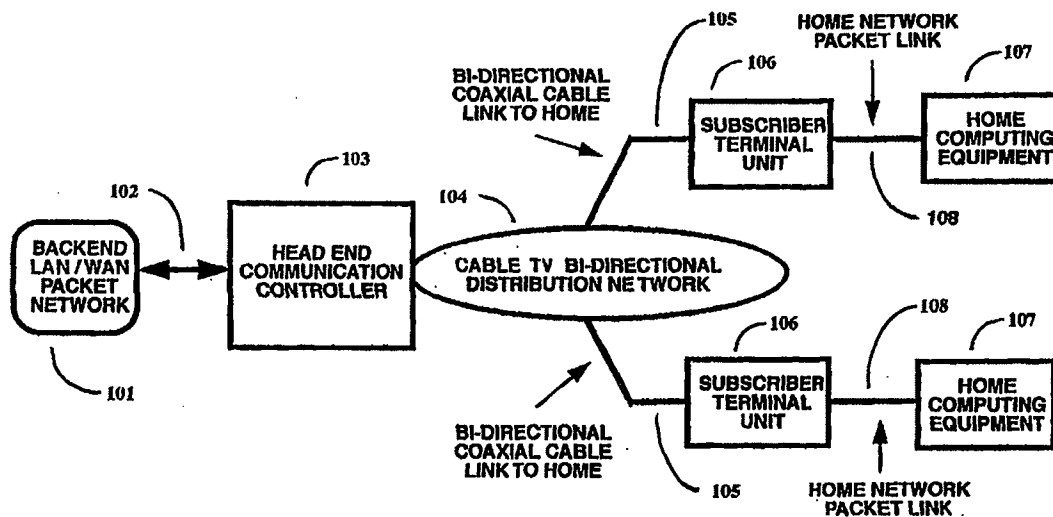 105
HOME NETWORK
PACKET LINK
107
BI-DIRECTIONAL
COAXIAL CABLE
LINK TO HOME
106
SUBSCRIBER
TERMINAL
UNIT
HOME
COMPUTING
EQUIPMENT
108
103
102
104
BACKEND
LAN / WAN
PACKET
NETWORK
HEAD END
COMMUNICATION
CONTROLLER
CABLE TV BI-DIRECTIONAL
DISTRIBUTION NETWORK
101
106
108
107
SUBSCRIBER
TERMINAL
UNIT
HOME
COMPUTING
EQUIPMENT
BI-DIRECTIONAL
COAXIAL CABLE
LINK TO HOME
105
HOME NETWORK
PACKET LINK